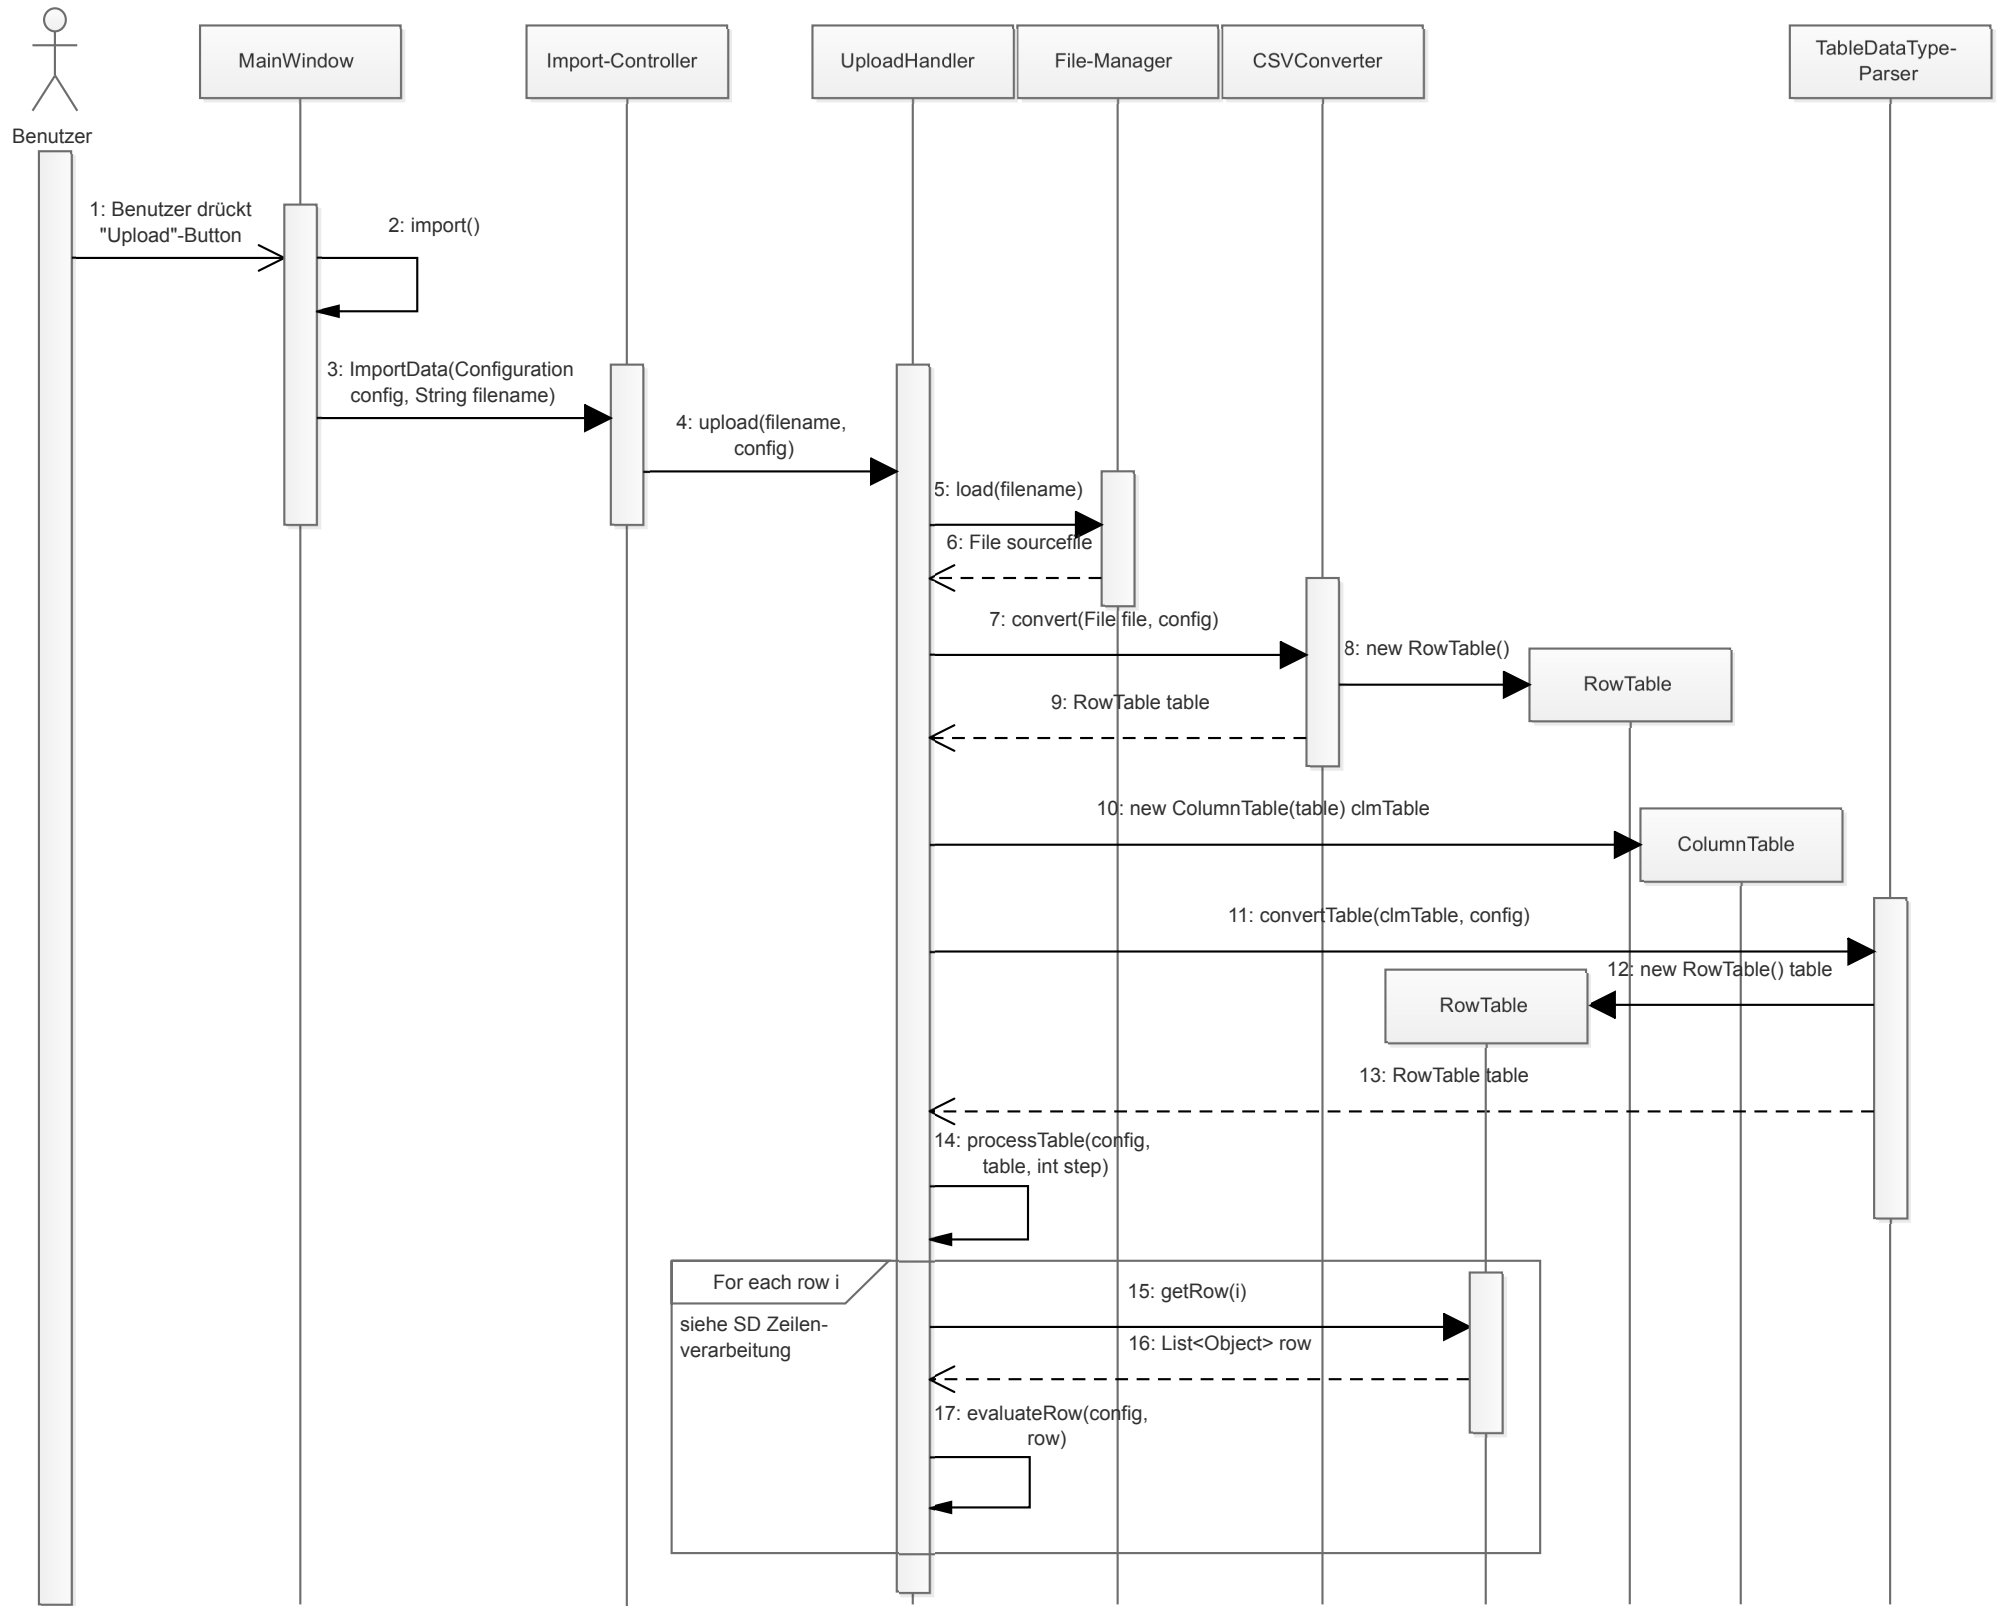 MainWindow
Import-Controller
UploadHandler
File-Manager
CSVConverter
TableDataType-
Parser
Benutzer
1: Benutzer drückt
"Upload"-Button
2: import()
3: ImportData(Configuration
config, String filename)
4: upload(filename,
config)
5: load(filename)
6: File sourcefile
7: convert(File file, config)
8: new RowTable()
RowTable
9: RowTable table
10: new ColumnTable(table) clmTable
ColumnTable
11: convertTable(clmTable, config)
12: new RowTable() table
RowTable
13: RowTable table
14: processTable(config,
table, int step)
For each row i
siehe SD Zeilen-
verarbeitung
15: getRow(i)
16: List<Object> row
17: evaluateRow(config,
row)